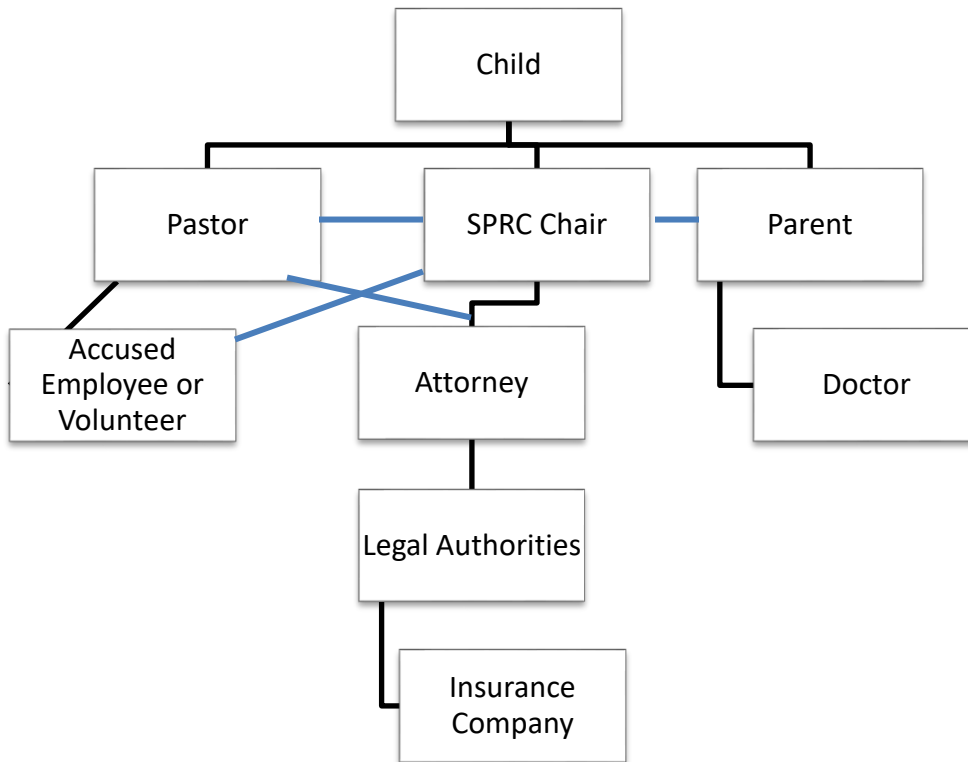 Child
Pastor
SPRC Chair
Parent
Accused
Employee or
Volunteer
Attorney
Doctor
Legal Authorities
Insurance
Company